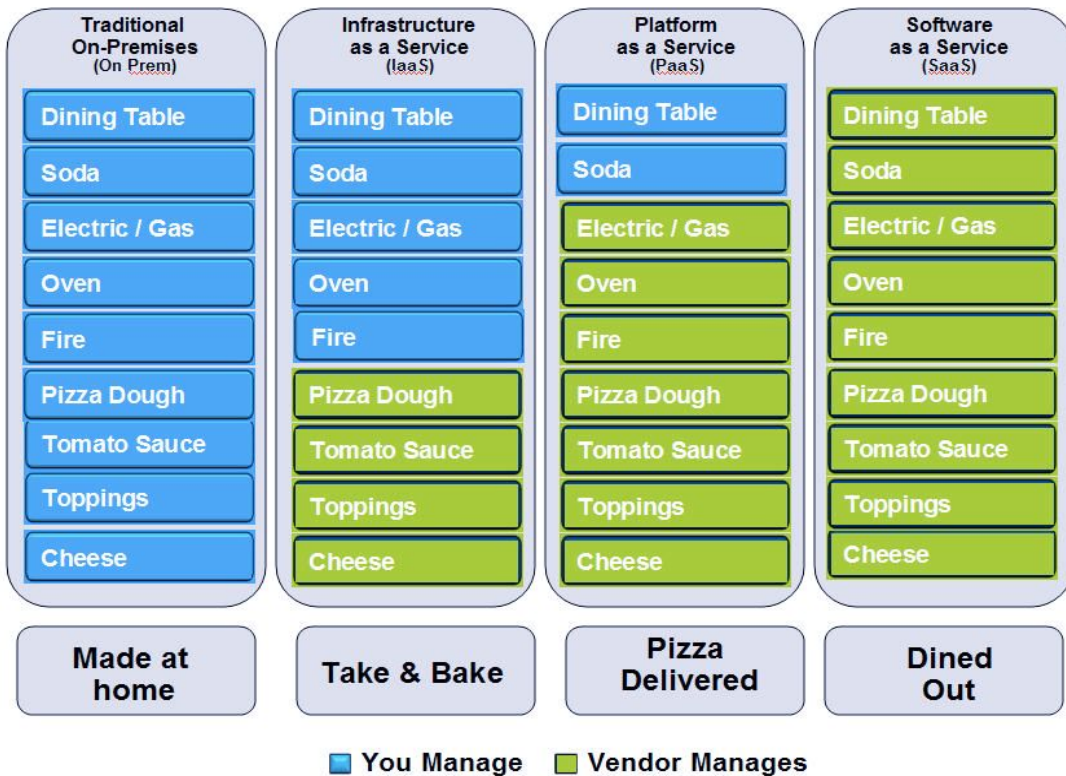 Traditional
On-Premises
(On Prem)
Dining Table
Soda
Electric / Gas
Oven
Fire
Pizza Dough
Tomato Sauce
Toppings
Cheese
Made at
home
Infrastructure
as a Service
(IaaS)
Dining Table
Soda
Electric / Gas
Oven
Fire
Pizza Dough
Tomato Sauce
Toppings
Cheese
Take & Bake
Platform
as a Service
(PaaS)
Dining Table
Soda
Electric / Gas
Oven
Fire
Pizza Dough
Tomato Sauce
Toppings
Cheese
Pizza
Delivered
Software
as a Service
(SaaS)
Dining Table
Soda
Electric / Gas
Oven
Fire
Pizza Dough
Tomato Sauce
Toppings
Cheese
Dined
Out
You Manage
Vendor Manages